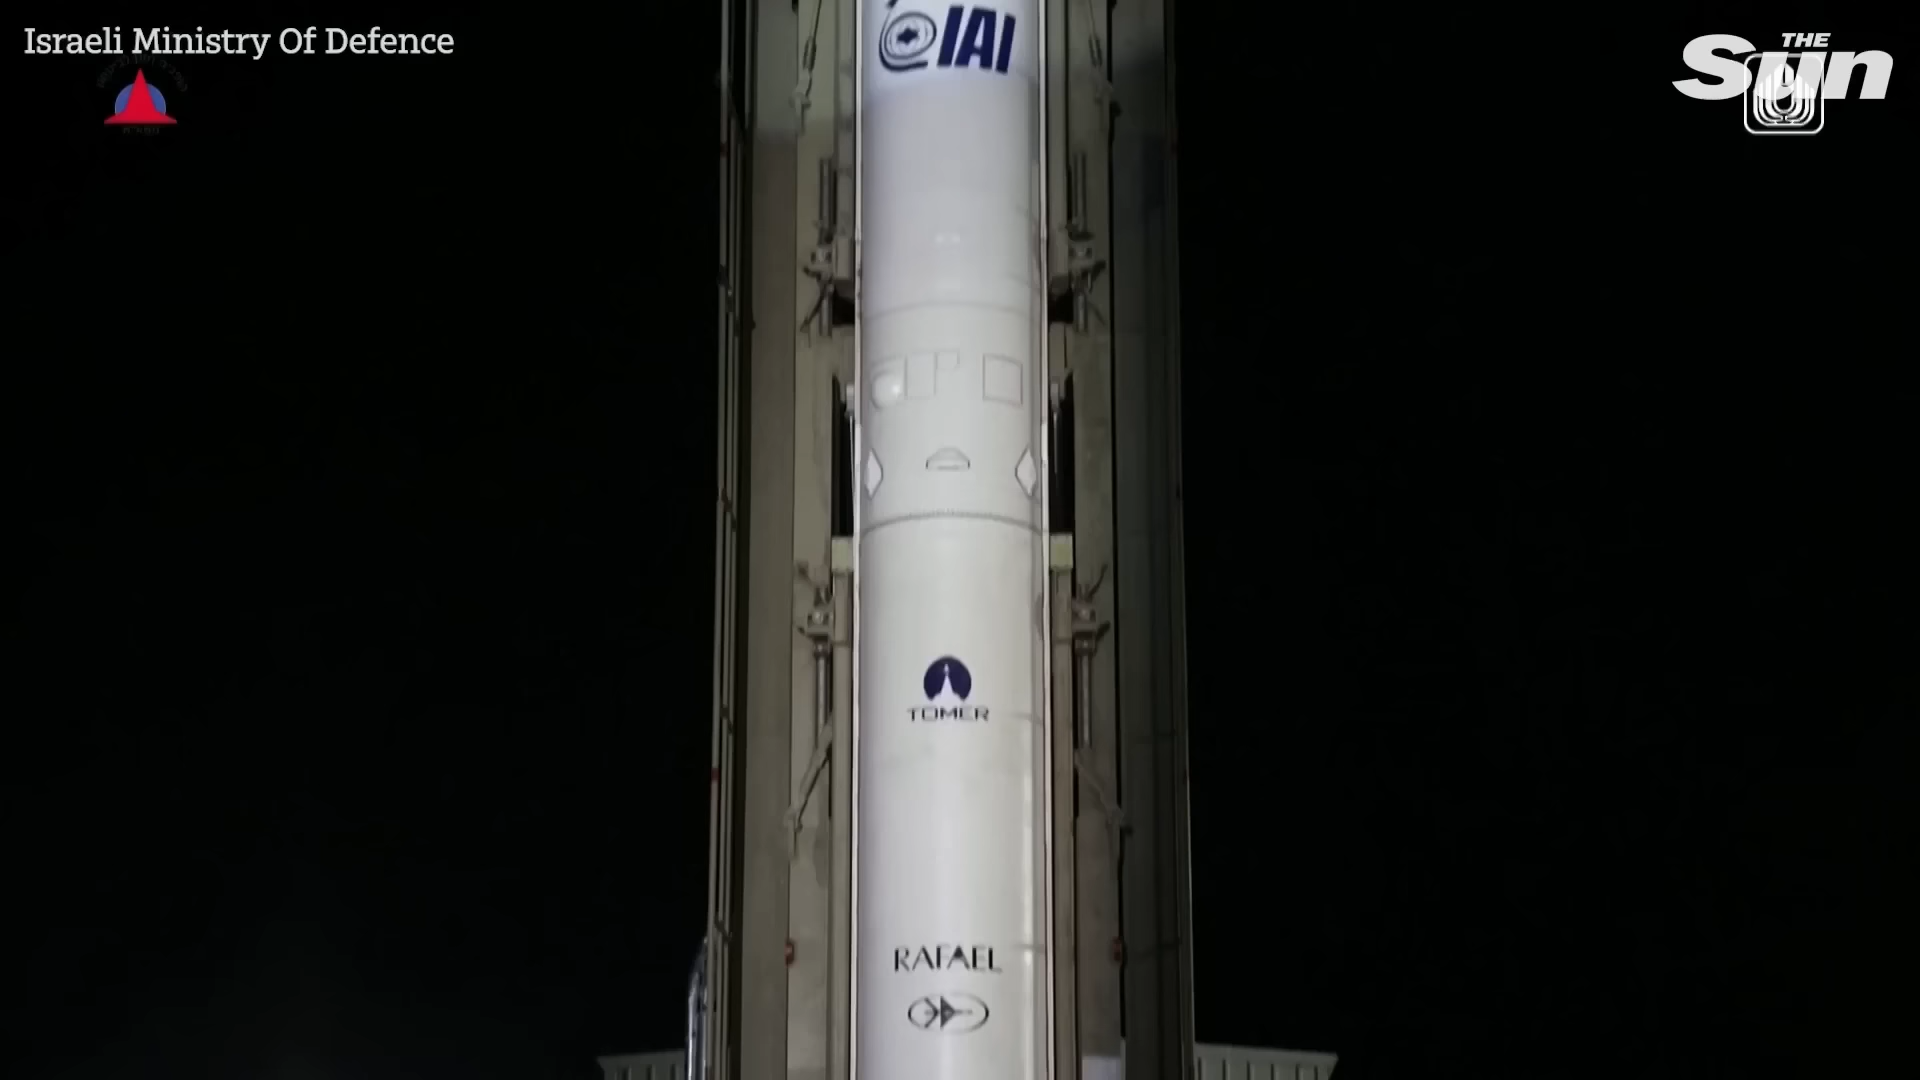 Israeli Ministry Of Defence
THE
Sun
IAI
TOMER
RAFAEL